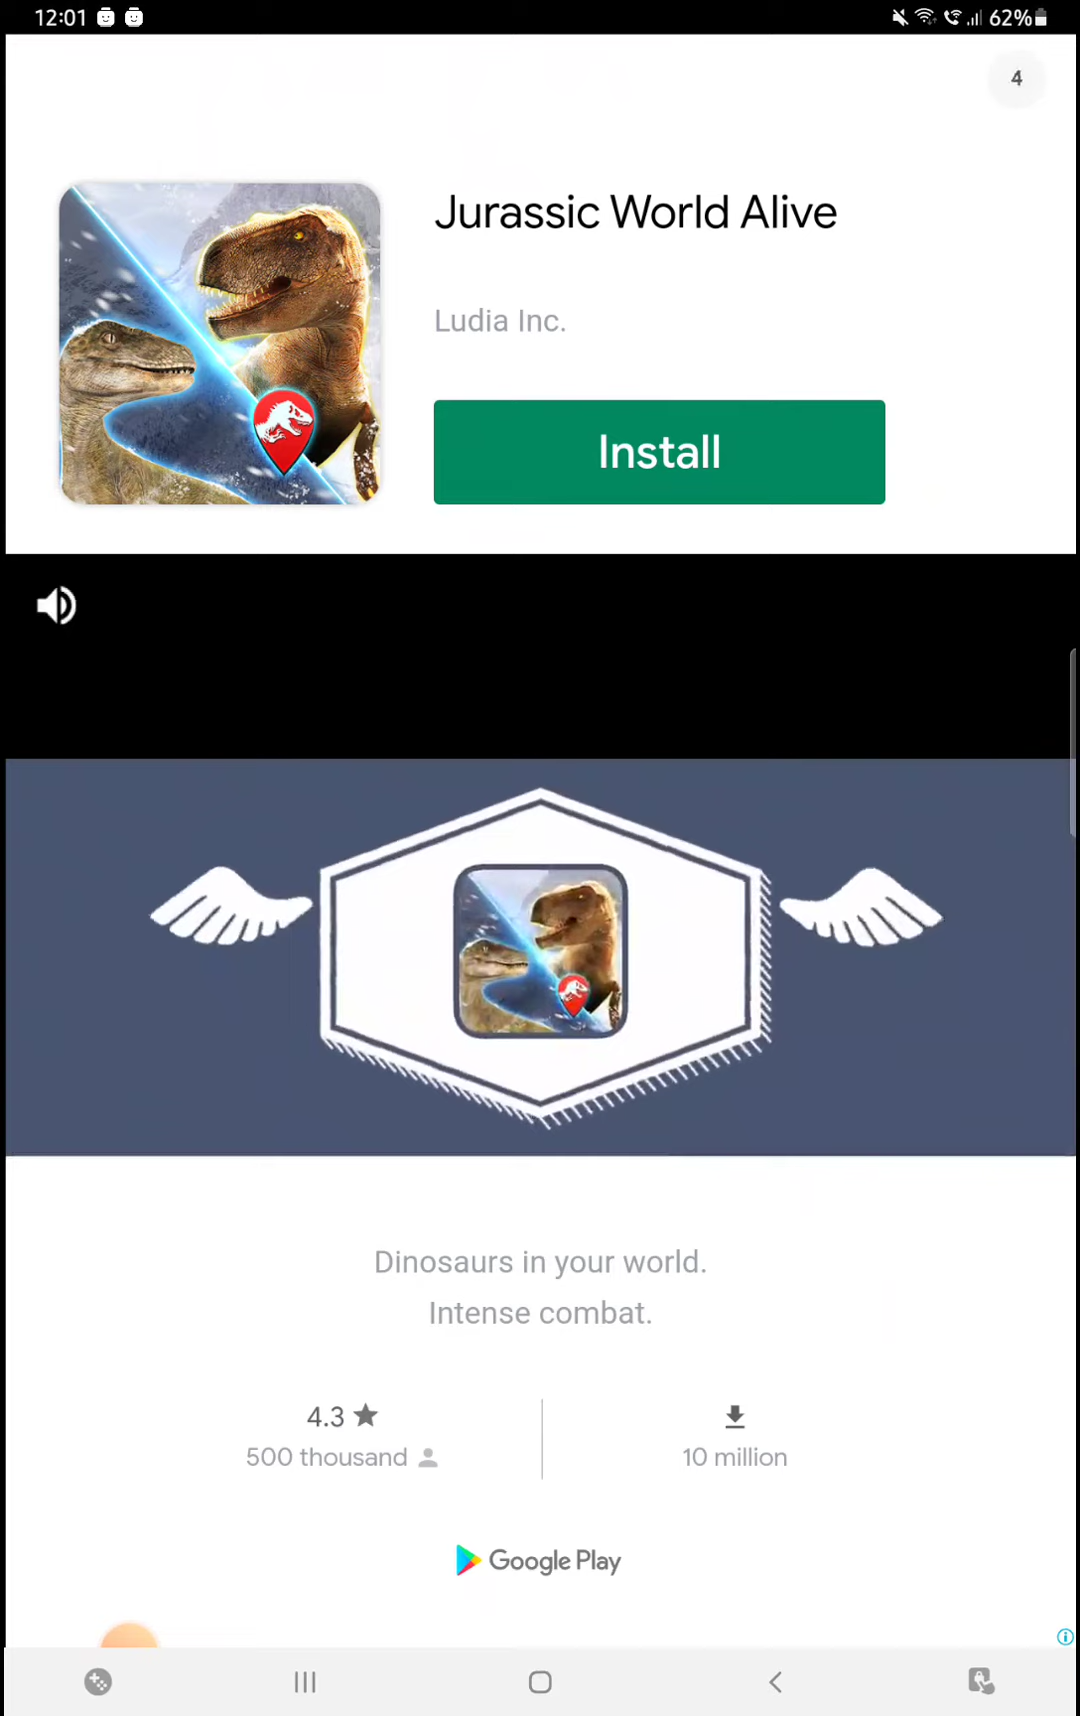 12:01
62%
4
Jurassic World Alive
Ludia Inc.
Install
Dinosaurs in your world.
Intense combat.
4.3
500 thousand
10 million
Google Play